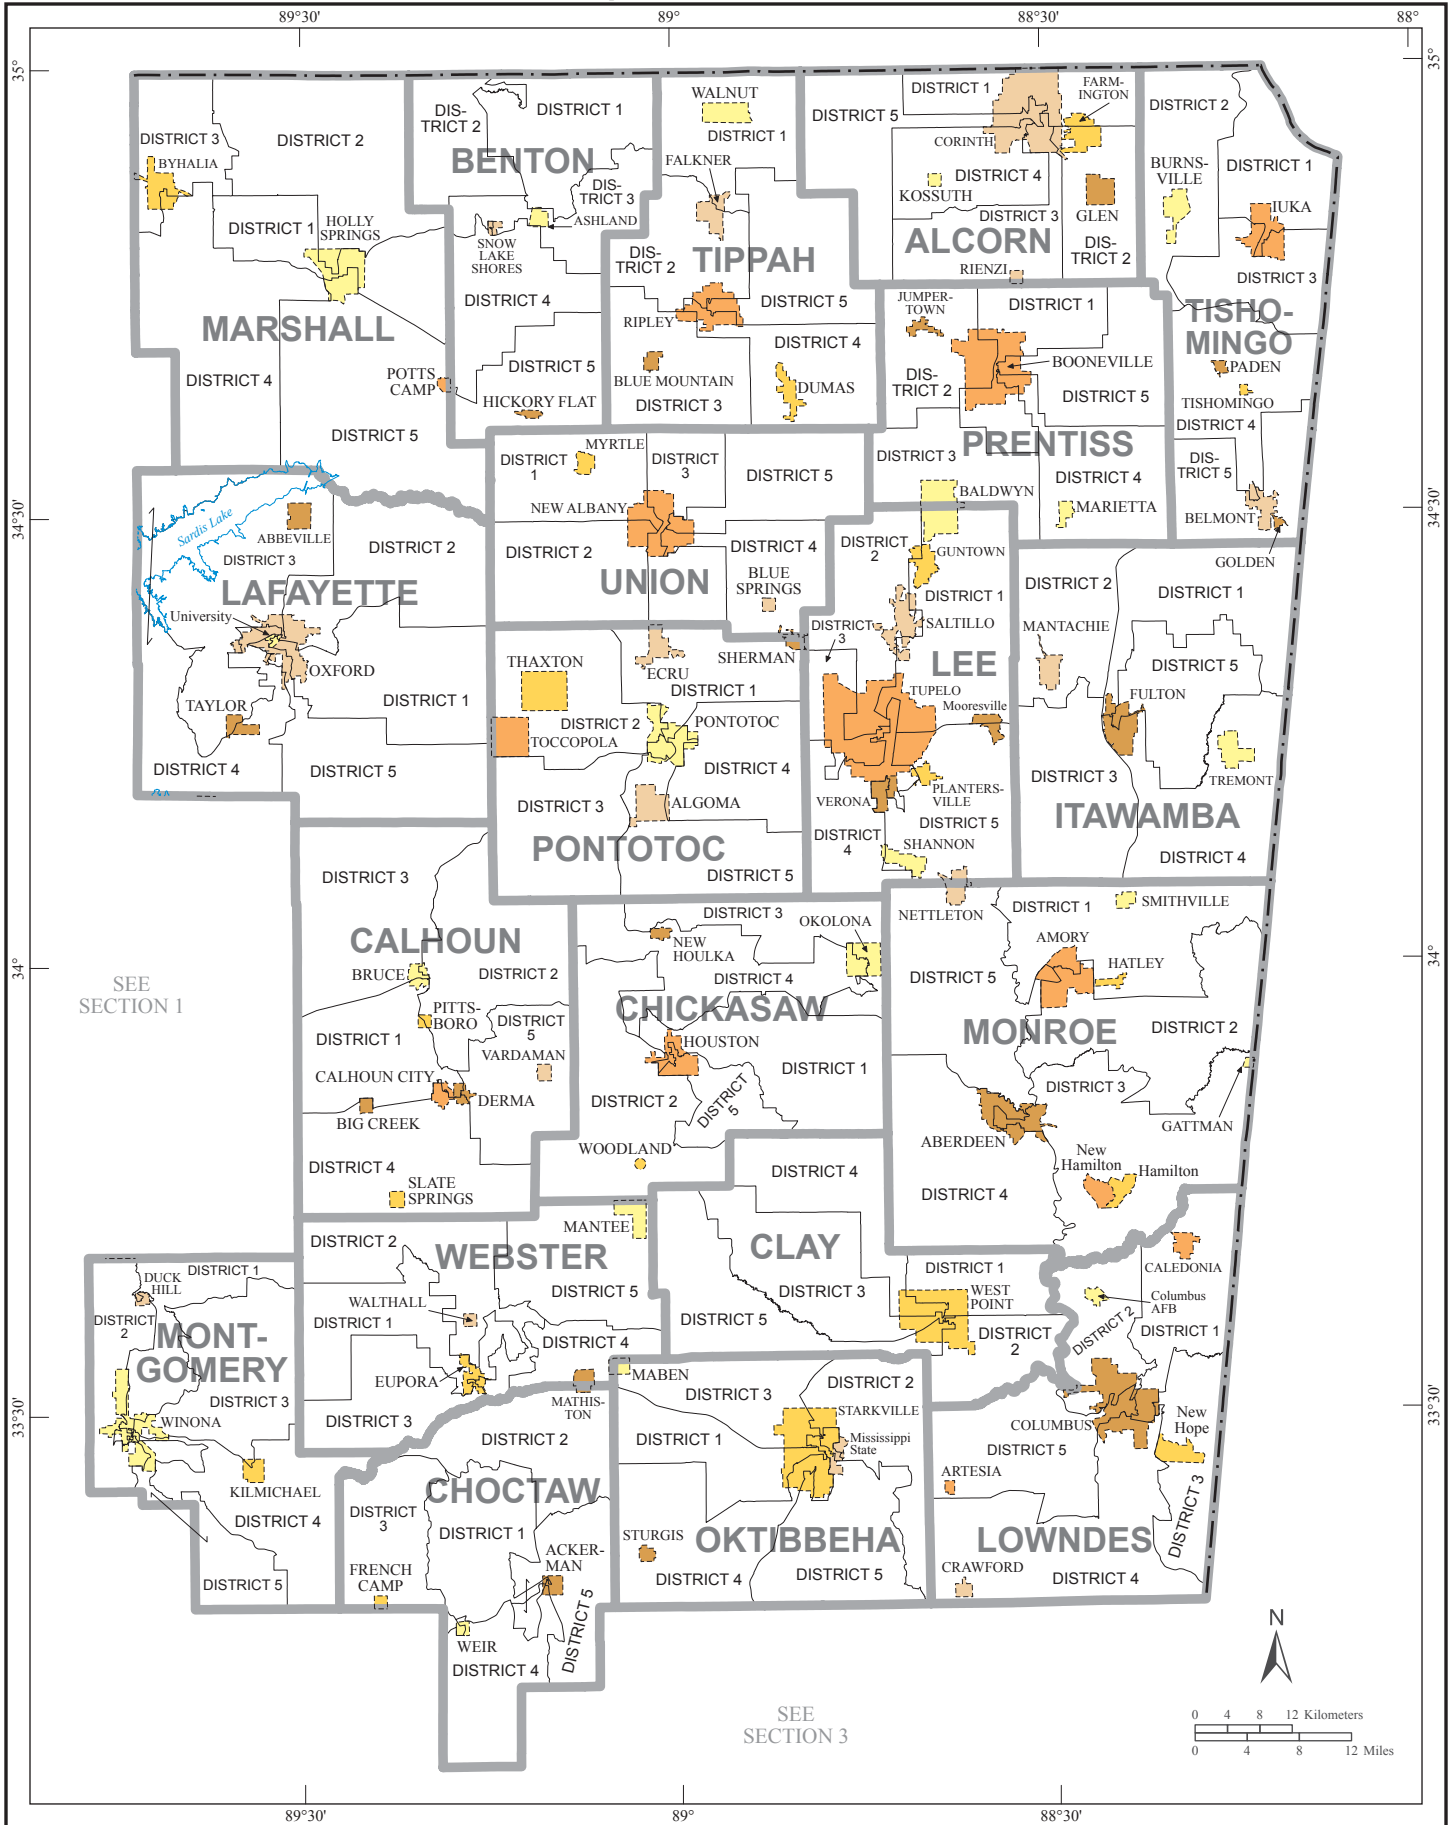 89°30'
89°
88°30'
88°
35°
35°
DISTRICT 3
BYHALIA
DISTRICT 2
DISTRICT 1
HOLLY
SPRINGS
MARSHALL
DISTRICT 4
POTTS
CAMP
DISTRICT 5
DIS-
TRICT 2
DISTRICT 1
BENTON
DIS-
TRICT 3
ASHLAND
SNOW
LAKE
SHORES
DISTRICT 4
DISTRICT 5
HICKORY FLAT
WALNUT
DISTRICT 1
FALKNER
DIS-
TRICT 2
TIPPAH
DISTRICT 5
RIPLEY
DISTRICT 4
BLUE MOUNTAIN
DUMAS
DISTRICT 3
DISTRICT 5
DISTRICT 1
FARM-
INGTON
CORINTH
DISTRICT 4
KOSSUTH
GLEN
DISTRICT 3
ALCORN
DIS-
TRICT 2
RIENZI
DISTRICT 2
BURNS-
VILLE
DISTRICT 1
IUKA
DISTRICT 3
TISHO-
MINGO
PADEN
TISHOMINGO
DISTRICT 4
DIS-
TRICT 5
BELMONT
GOLDEN
JUMPER-
TOWN
DISTRICT 1
BOONEVILLE
DIS-
TRICT 2
DISTRICT 5
PRENTISS
DISTRICT 3
DISTRICT 4
BALDWYN
MARIETTA
34°30'
34°30'
Sardis Lake
ABBEVILLE
DISTRICT 2
DISTRICT 3
LAFAYETTE
University
OXFORD
TAYLOR
DISTRICT 1
DISTRICT 4
DISTRICT 5
DISTRICT
1
MYRTLE
DISTRICT
3
DISTRICT 5
NEW ALBANY
DISTRICT 2
DISTRICT 4
UNION
BLUE
SPRINGS
SHERMAN
THAXTON
ECRU
DISTRICT 1
DISTRICT 2
PONTOTOC
TOCCOPOLA
DISTRICT 4
DISTRICT 3
ALGOMA
PONTOTOC
DISTRICT 5
DISTRICT
2
GUNTOWN
DISTRICT 1
DISTRICT
3
SALTILLO
LEE
TUPELO
Mooresville
PLANTERS-
VILLE
VERONA
DISTRICT
4
DISTRICT 5
SHANNON
NETTLETON
DISTRICT 2
DISTRICT 1
MANTACHIE
DISTRICT 5
FULTON
DISTRICT 3
TREMONT
ITAWAMBA
DISTRICT 4
DISTRICT 3
CALHOUN
BRUCE
DISTRICT 2
PITTS-
BORO
DISTRICT
5
DISTRICT 1
VARDAMAN
CALHOUN CITY
DERMA
BIG CREEK
DISTRICT 4
SLATE
SPRINGS
34°
34°
SEE
SECTION 1
DISTRICT 3
OKOLONA
NEW
HOULKA
DISTRICT 4
CHICKASAW
HOUSTON
DISTRICT 1
DISTRICT 2
DISTRICT
5
WOODLAND
DISTRICT 1
SMITHVILLE
AMORY
DISTRICT 5
HATLEY
MONROE
DISTRICT 2
DISTRICT 3
GATTMAN
ABERDEEN
New
Hamilton
Hamilton
DISTRICT 4
DISTRICT 2
MANTEE
WEBSTER
DISTRICT 5
WALTHALL
DISTRICT 1
DISTRICT 4
EUPORA
MATHIS-
TON
DISTRICT 3
DISTRICT 4
CLAY
DISTRICT 3
DISTRICT 1
WEST
POINT
DISTRICT 5
DISTRICT
2
DISTRICT 1
DUCK
HILL
DISTRICT
2
MONT-
GOMERY
DISTRICT 3
WINONA
KILMICHAEL
DISTRICT 4
DISTRICT 5
33°30'
33°30'
DISTRICT 2
CHOCTAW
DISTRICT
3
DISTRICT 1
FRENCH
CAMP
ACKER-
MAN
WEIR
DISTRICT 4
DISTRICT 5
MABEN
DISTRICT 3
DISTRICT 2
STARKVILLE
DISTRICT 1
Mississippi
State
STURGIS
OKTIBBEHA
DISTRICT 4
DISTRICT 5
CALEDONIA
Columbus
AFB
DISTRICT 2
DISTRICT 1
COLUMBUS
New
Hope
DISTRICT 5
ARTESIA
DISTRICT 3
LOWNDES
CRAWFORD
DISTRICT 4
SEE
SECTION 3
N
0 4 8 12 Kilometers
0 4 8 12 Miles
89°30'
89°
88°30'